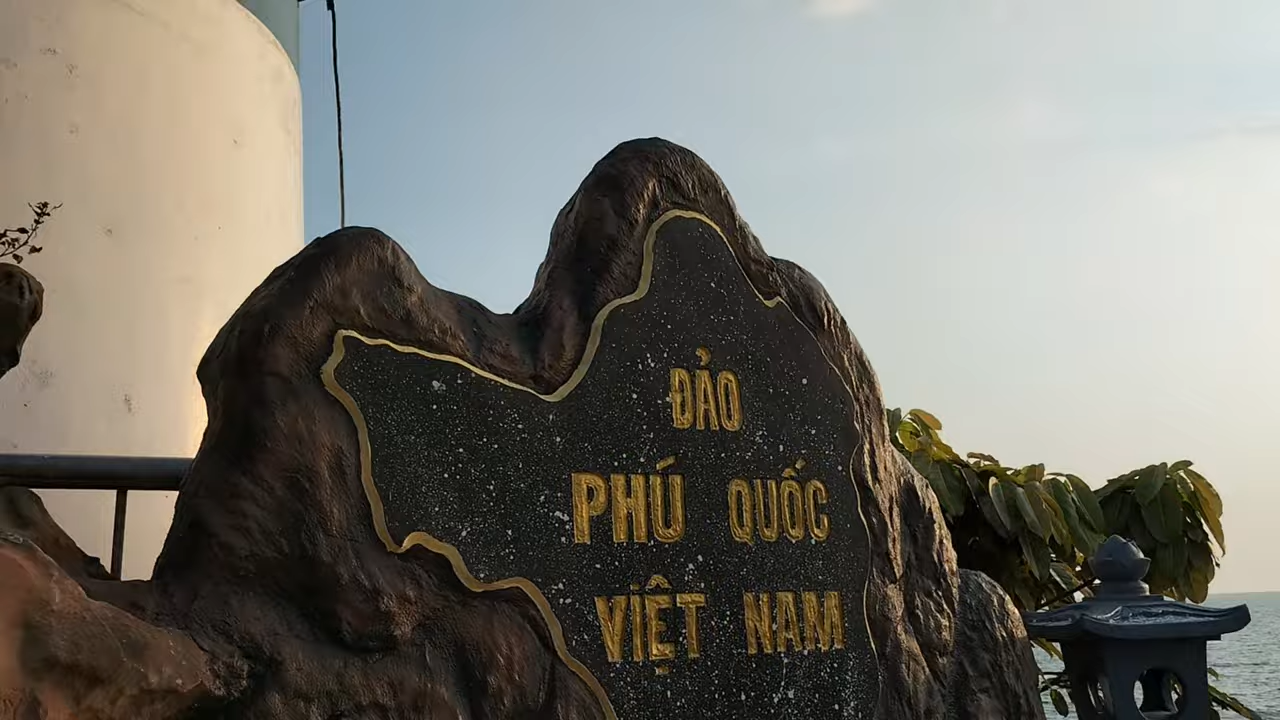 ĐẢO
PHÚ QUỐC
VIỆT NAM